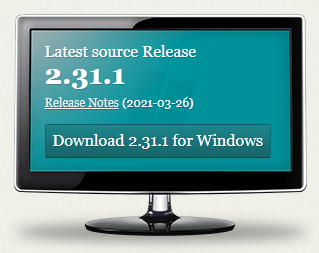 Latest source Release
2.31.1
Release Notes (2021-03-26)
Download 2.31.1 for Windows